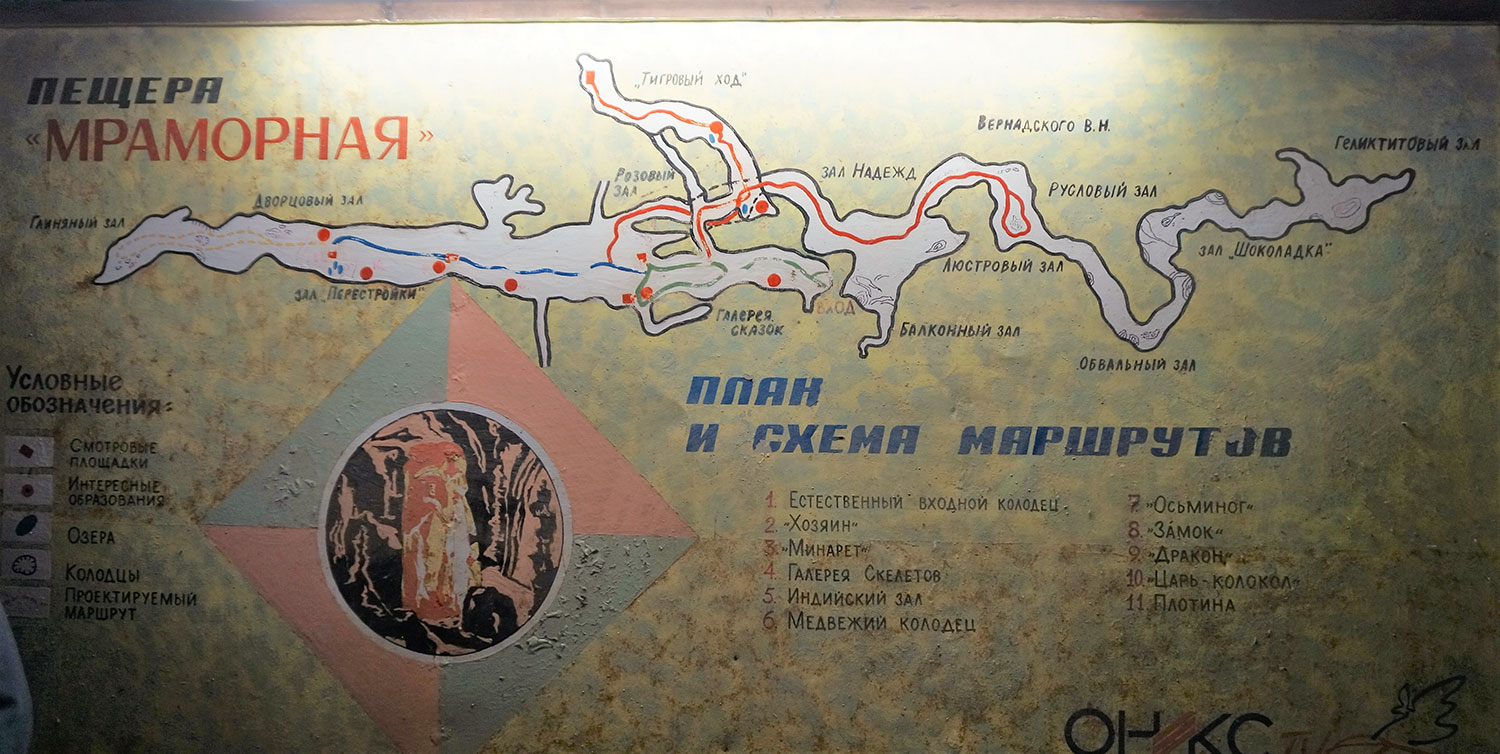 ПЕЩЕРА
«МРАМОРНАЯ»
„Тигровый ход"
Вернадского В.Н.
Геликтитовый зал
Розовый
зал
зал Надежд
Русловый зал
Дворцовый зал
Глиняный зал
зал „Шоколадка"
Люстровый зал
зал „Перестройки"
Галерея
сказок
Вход
Балконный зал
Обвальный зал
Условные
обозначения:
Смотровые
площадки
Интересные
образования
Озера
Колодцы
Проектируемый
маршрут
ПЛАН
И СХЕМА МАРШРУТОВ
1. Естественный входной колодец.
2. „Хозяин"
3. „Минарет"
4. Галерея Скелетов
5. Индийский зал
6. Медвежий колодец
7. „Осьминог"
8. „Зáмок"
9. „Дракон"
10. „Царь-колокол"
11. Плотина
ОНИКС